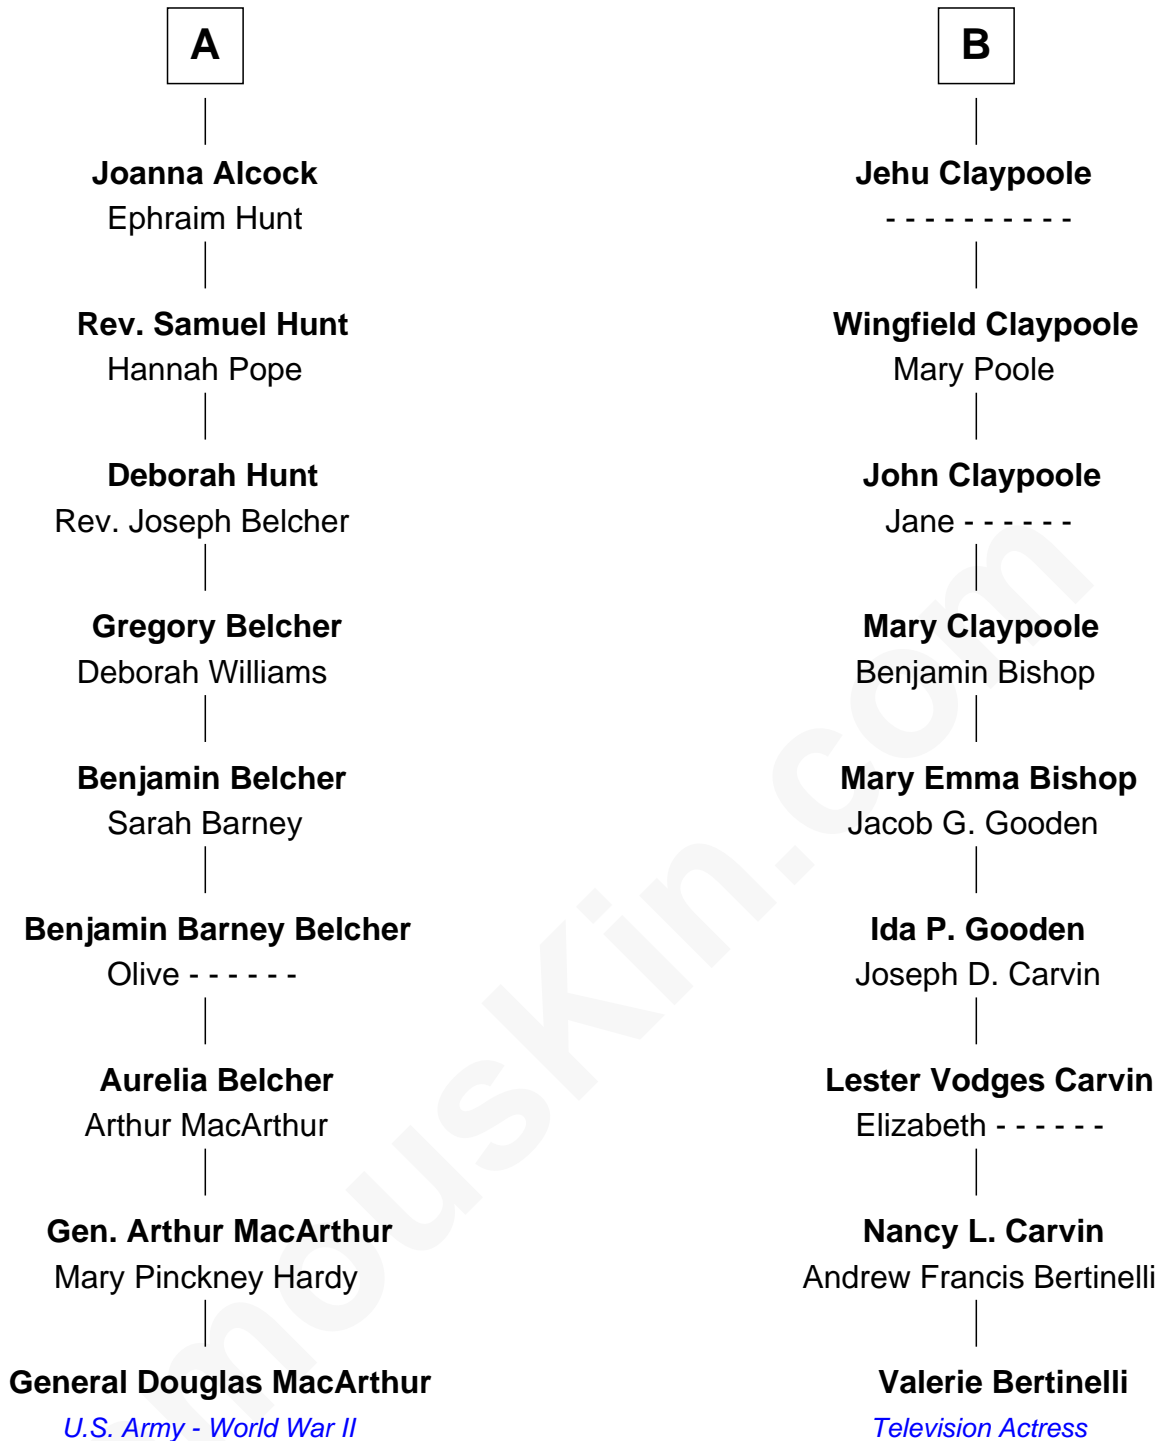 A
Joanna Alcock
Ephraim Hunt
Rev. Samuel Hunt
Hannah Pope
Deborah Hunt
Rev. Joseph Belcher
Gregory Belcher
Deborah Williams
Benjamin Belcher
Sarah Barney
Benjamin Barney Belcher
Olive - - - - - -
Aurelia Belcher
Arthur MacArthur
Gen. Arthur MacArthur
Mary Pinckney Hardy
General Douglas MacArthur
U.S. Army - World War II
B
Jehu Claypoole
- - - - - - - - - -
Wingfield Claypoole
Mary Poole
John Claypoole
Jane - - - - - -
Mary Claypoole
Benjamin Bishop
Mary Emma Bishop
Jacob G. Gooden
Ida P. Gooden
Joseph D. Carvin
Lester Vodges Carvin
Elizabeth - - - - - -
Nancy L. Carvin
Andrew Francis Bertinelli
Valerie Bertinelli
Television Actress
mousKin.com